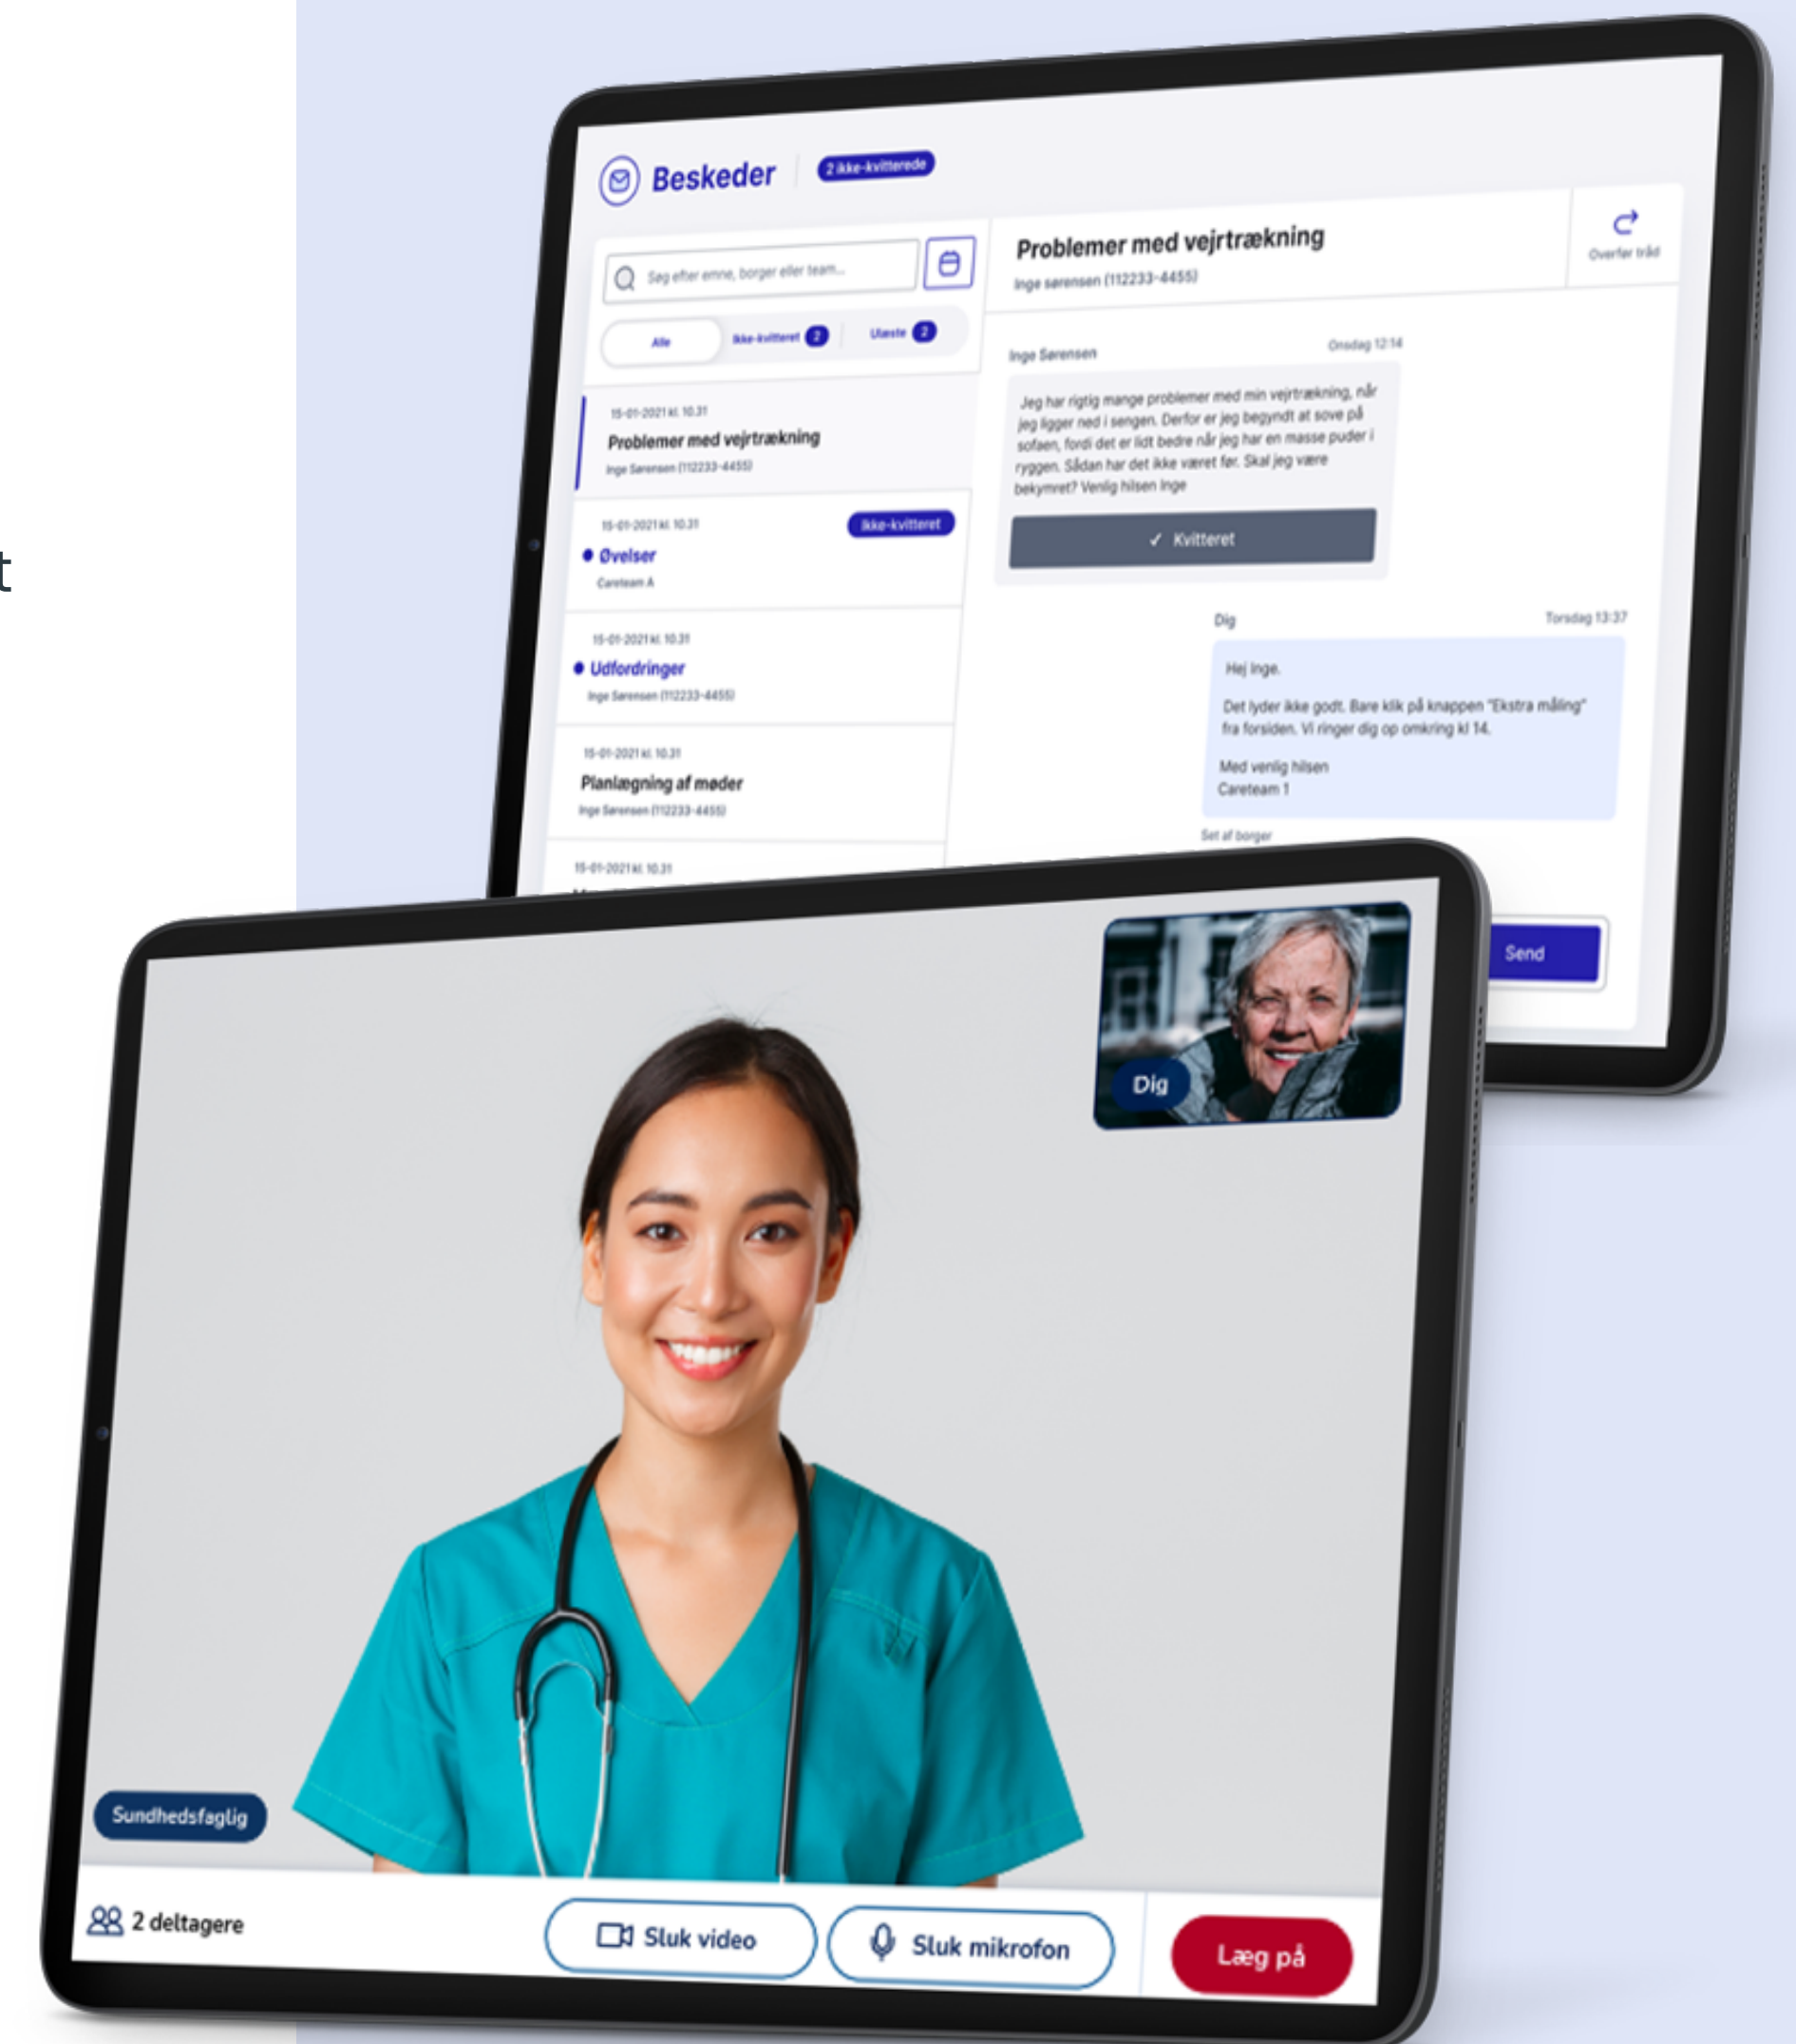 t
Beskeder
2 ikke-kvitterede
Søg efter emne, borger eller team...
Alle
Ikke-kvitteret 2
Ulæste 2
15-01-2021 kl. 10.31
Problemer med vejrtrækning
Inge Sørensen (112233-4455)
15-01-2021 kl. 10.31
Ikke-kvitteret
Øvelser
Careteam A
15-01-2021 kl. 10.31
Udfordringer
Inge Sørensen (112233-4455)
15-01-2021 kl. 10.31
Planlægning af møder
Inge Sørensen (112233-4455)
15-01-2021 kl. 10.31
Problemer med vejrtrækning
Inge sørensen (112233-4455)
Overfør tråd
Inge Sørensen
Onsdag 12:14
Jeg har rigtig mange problemer med min vejrtrækning, når
jeg ligger ned i sengen. Derfor er jeg begyndt at sove på
sofaen, fordi det er lidt bedre når jeg har en masse puder i
ryggen. Sådan har det ikke været før. Skal jeg være
bekymret? Venlig hilsen Inge
✓ Kvitteret
Dig
Torsdag 13:37
Hej Inge.
Det lyder ikke godt. Bare klik på knappen "Ekstra måling"
fra forsiden. Vi ringer dig op omkring kl 14.
Med venlig hilsen
Careteam 1
Set af borger
Send
Dig
Sundhedsfaglig
2 deltagere
Sluk video
Sluk mikrofon
Læg på